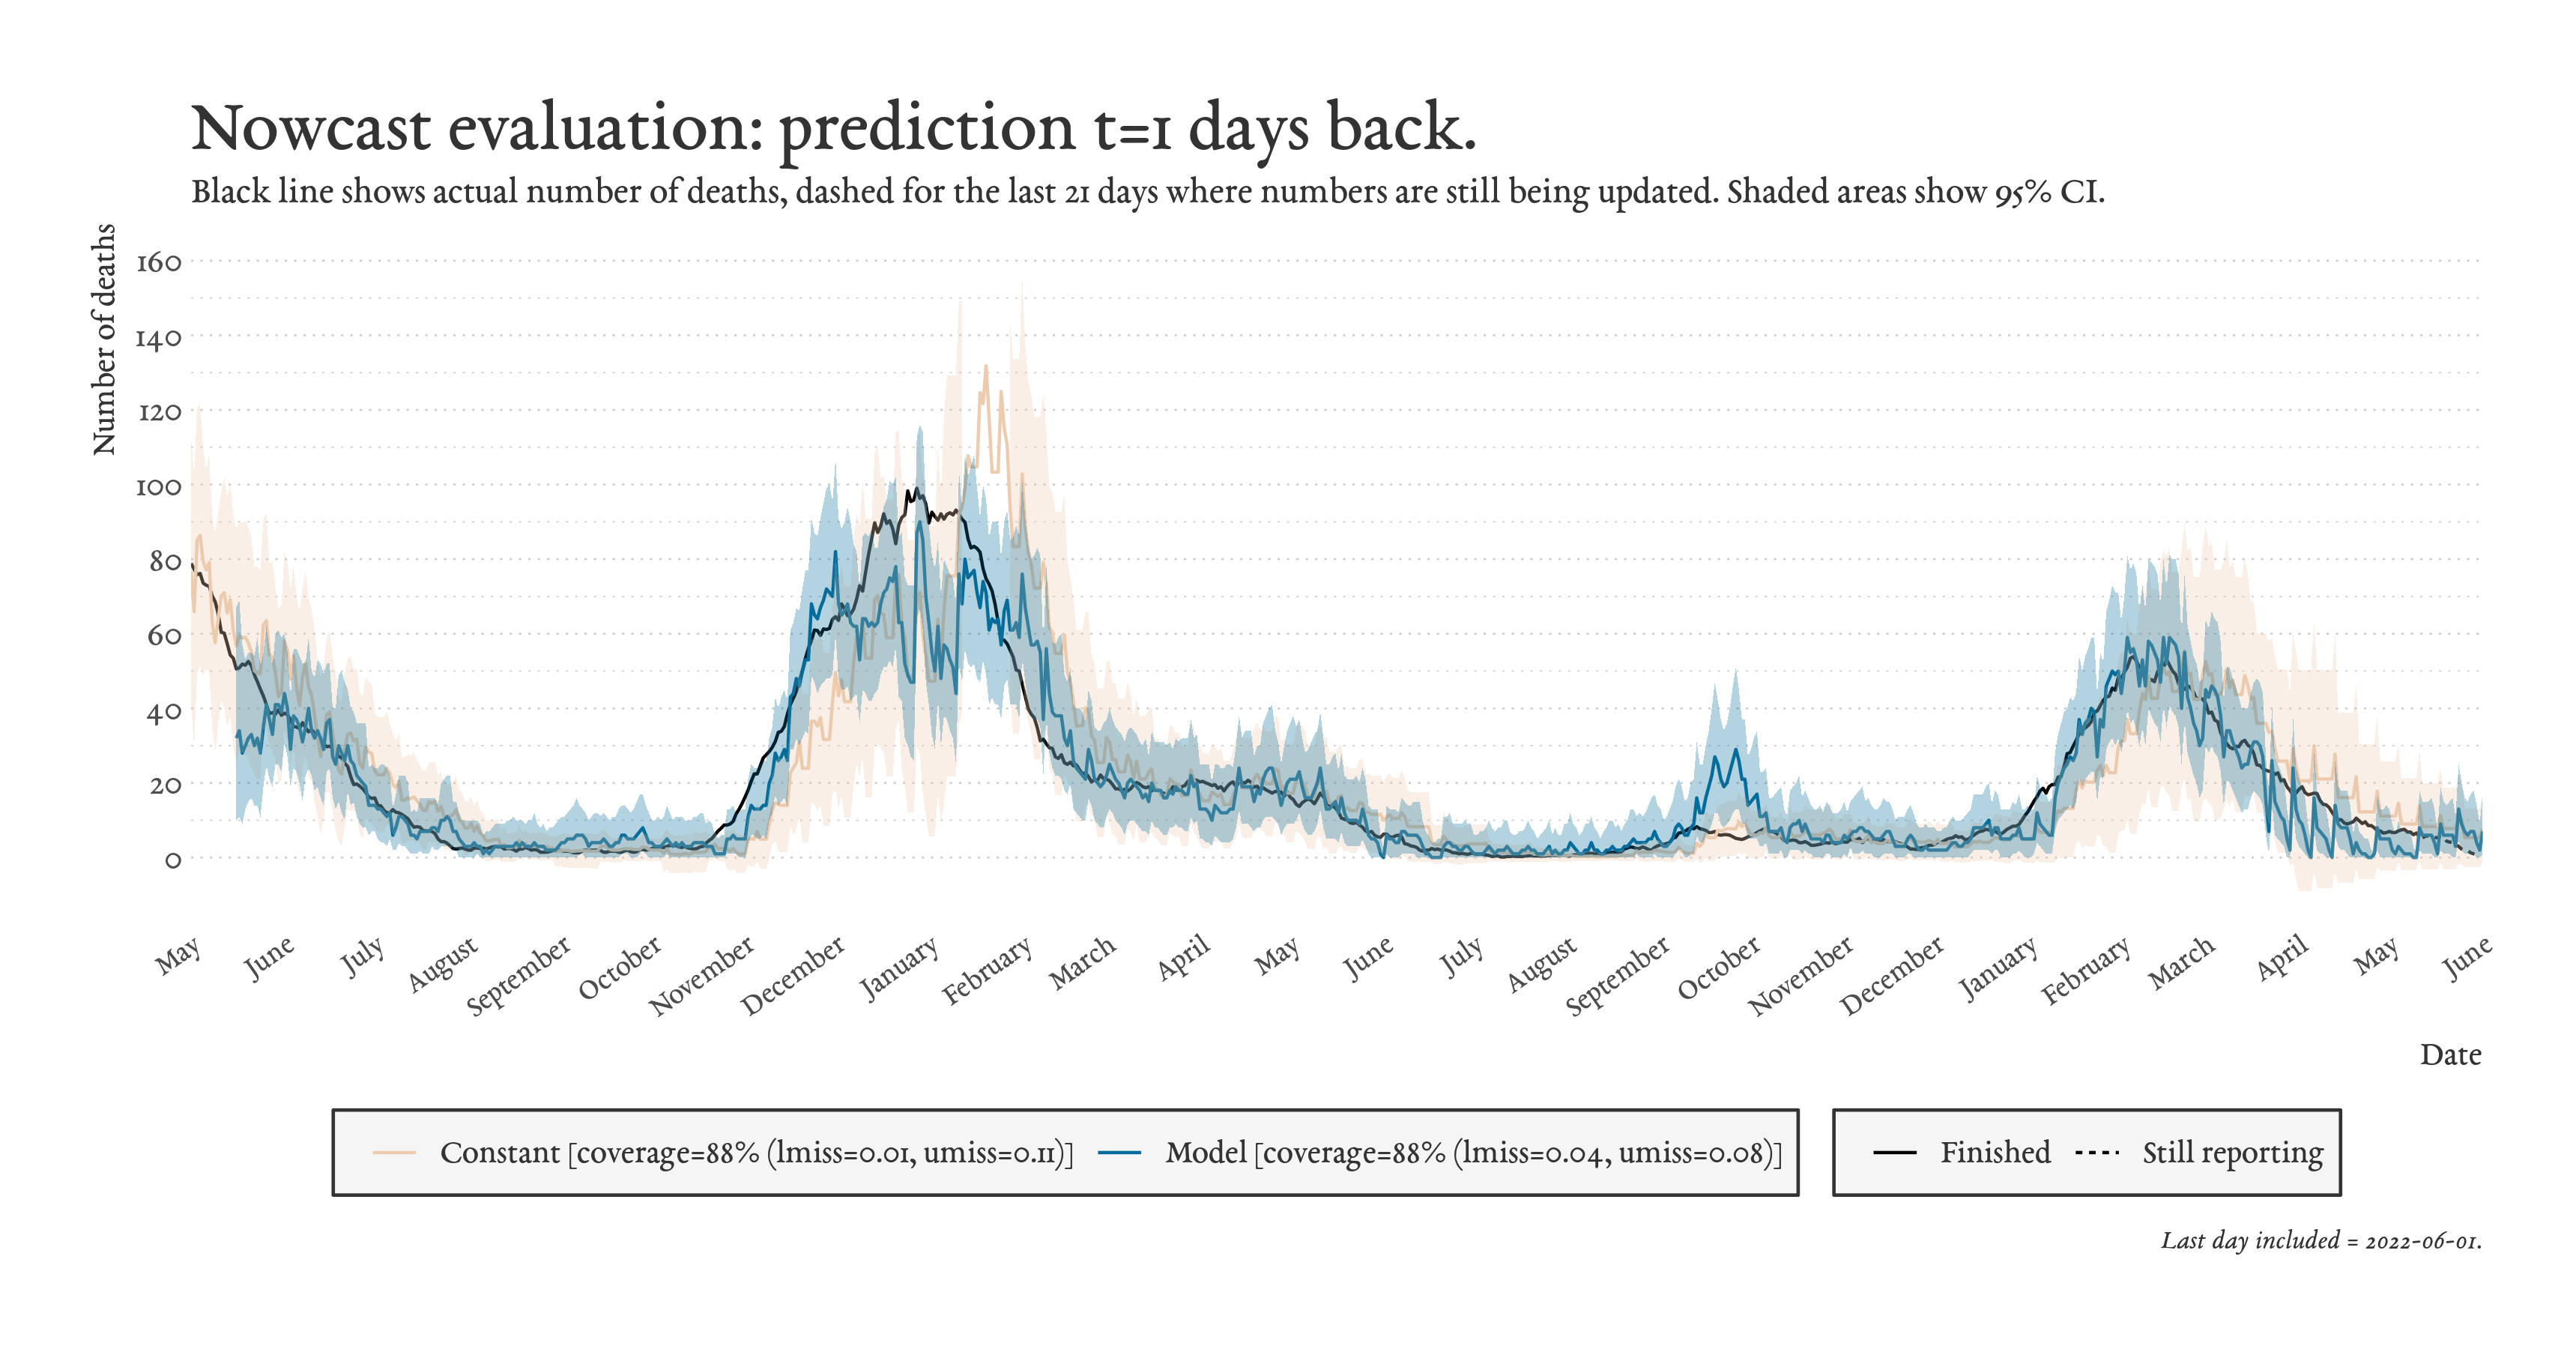 Nowcast evaluation: prediction t=1 days back.
Black line shows actual number of deaths, dashed for the last 21 days where numbers are still being updated. Shaded areas show 95% CI.
Number of deaths
160
140
120
100
80
60
40
20
0
May June July August September October November December January February March April May June July August September October November December January February March April May June
Date
Constant [coverage=88% (lmiss=0.01, umiss=0.11)] Model [coverage=88% (lmiss=0.04, umiss=0.08)] Finished Still reporting
Last day included = 2022-06-01.